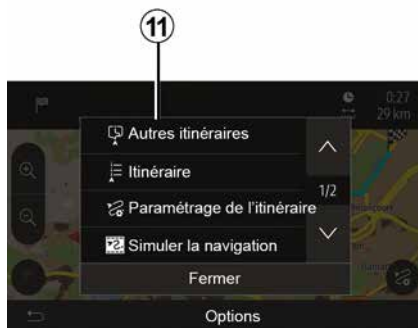 11
0:27
29 km
Autres itinéraires
Itinéraire
1/2
Paramétrage de l'itinéraire
Simuler la navigation
Fermer
Options